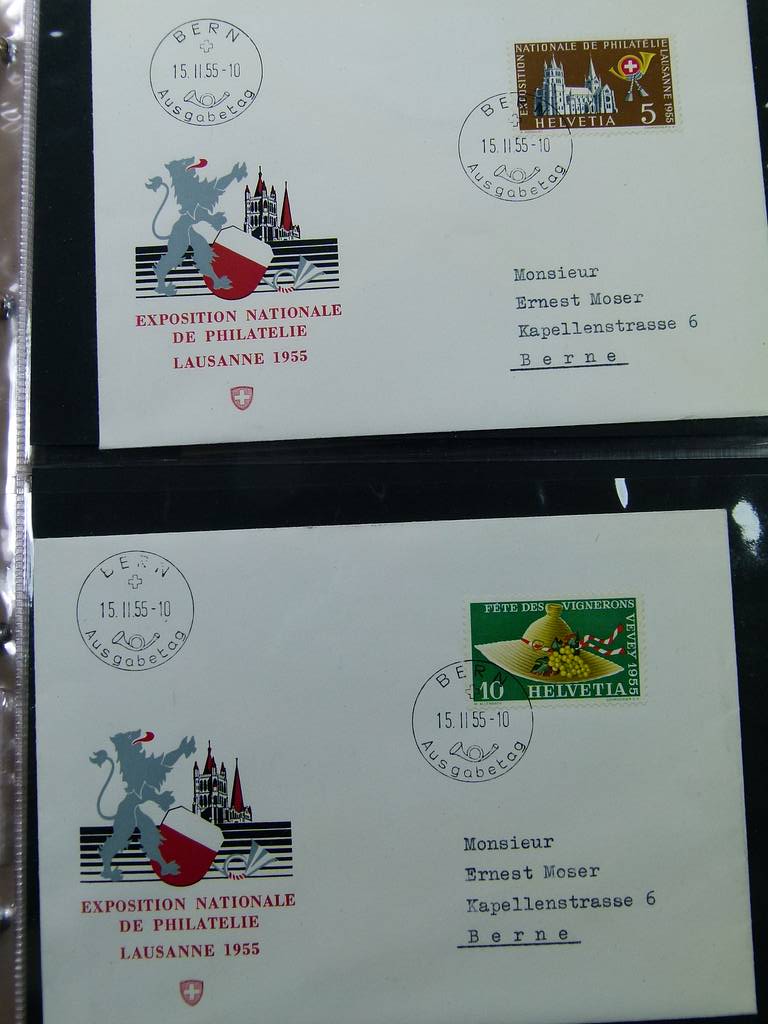 BERN
15.II.55-10
Ausgabetag
EXPOSITION NATIONALE DE PHILATÉLIE LAUSANNE 1955
HELVETIA 5
BE
15.II.55-10
Ausgabetag
EXPOSITION NATIONALE
DE PHILATELIE
LAUSANNE 1955
Monsieur
Ernest Moser
Kapellenstrasse 6
Berne
BERN
15.II.55-10
Ausgabetag
FÊTE DES VIGNERONS VEVEY 1955
10 HELVETIA
BERN
15.II.55-10
Ausgabetag
EXPOSITION NATIONALE
DE PHILATELIE
LAUSANNE 1955
Monsieur
Ernest Moser
Kapellenstrasse 6
Berne